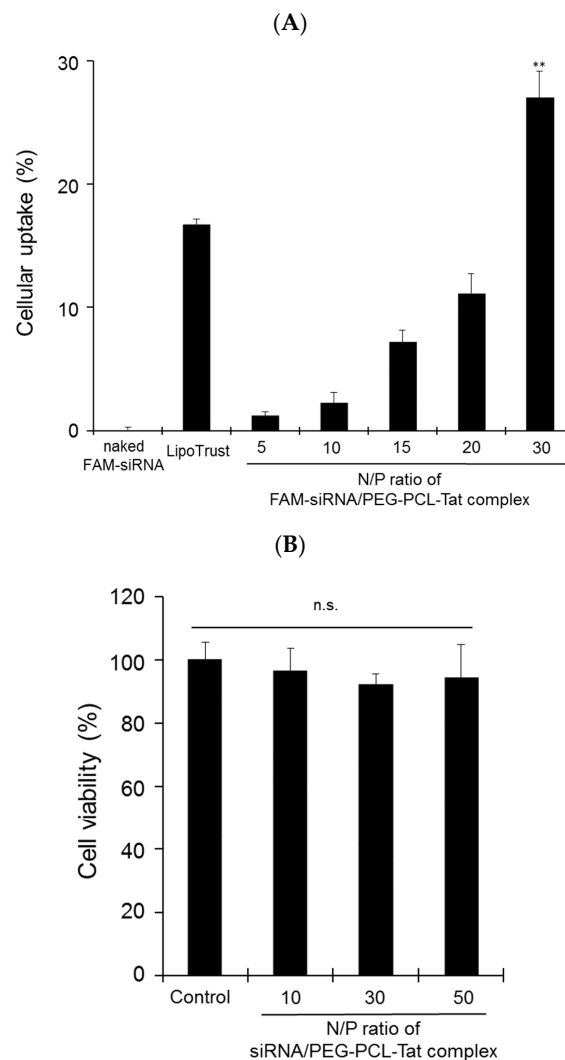 (A)
Cellular uptake (%)
30
20
10
0
**
naked
FAM-siRNA
LipoTrust
5
10
15
20
30
N/P ratio of
FAM-siRNA/PEG-PCL-Tat complex
(B)
Cell viability (%)
120
100
80
60
40
20
0
n.s.
Control
10
30
50
N/P ratio of
siRNA/PEG-PCL-Tat complex